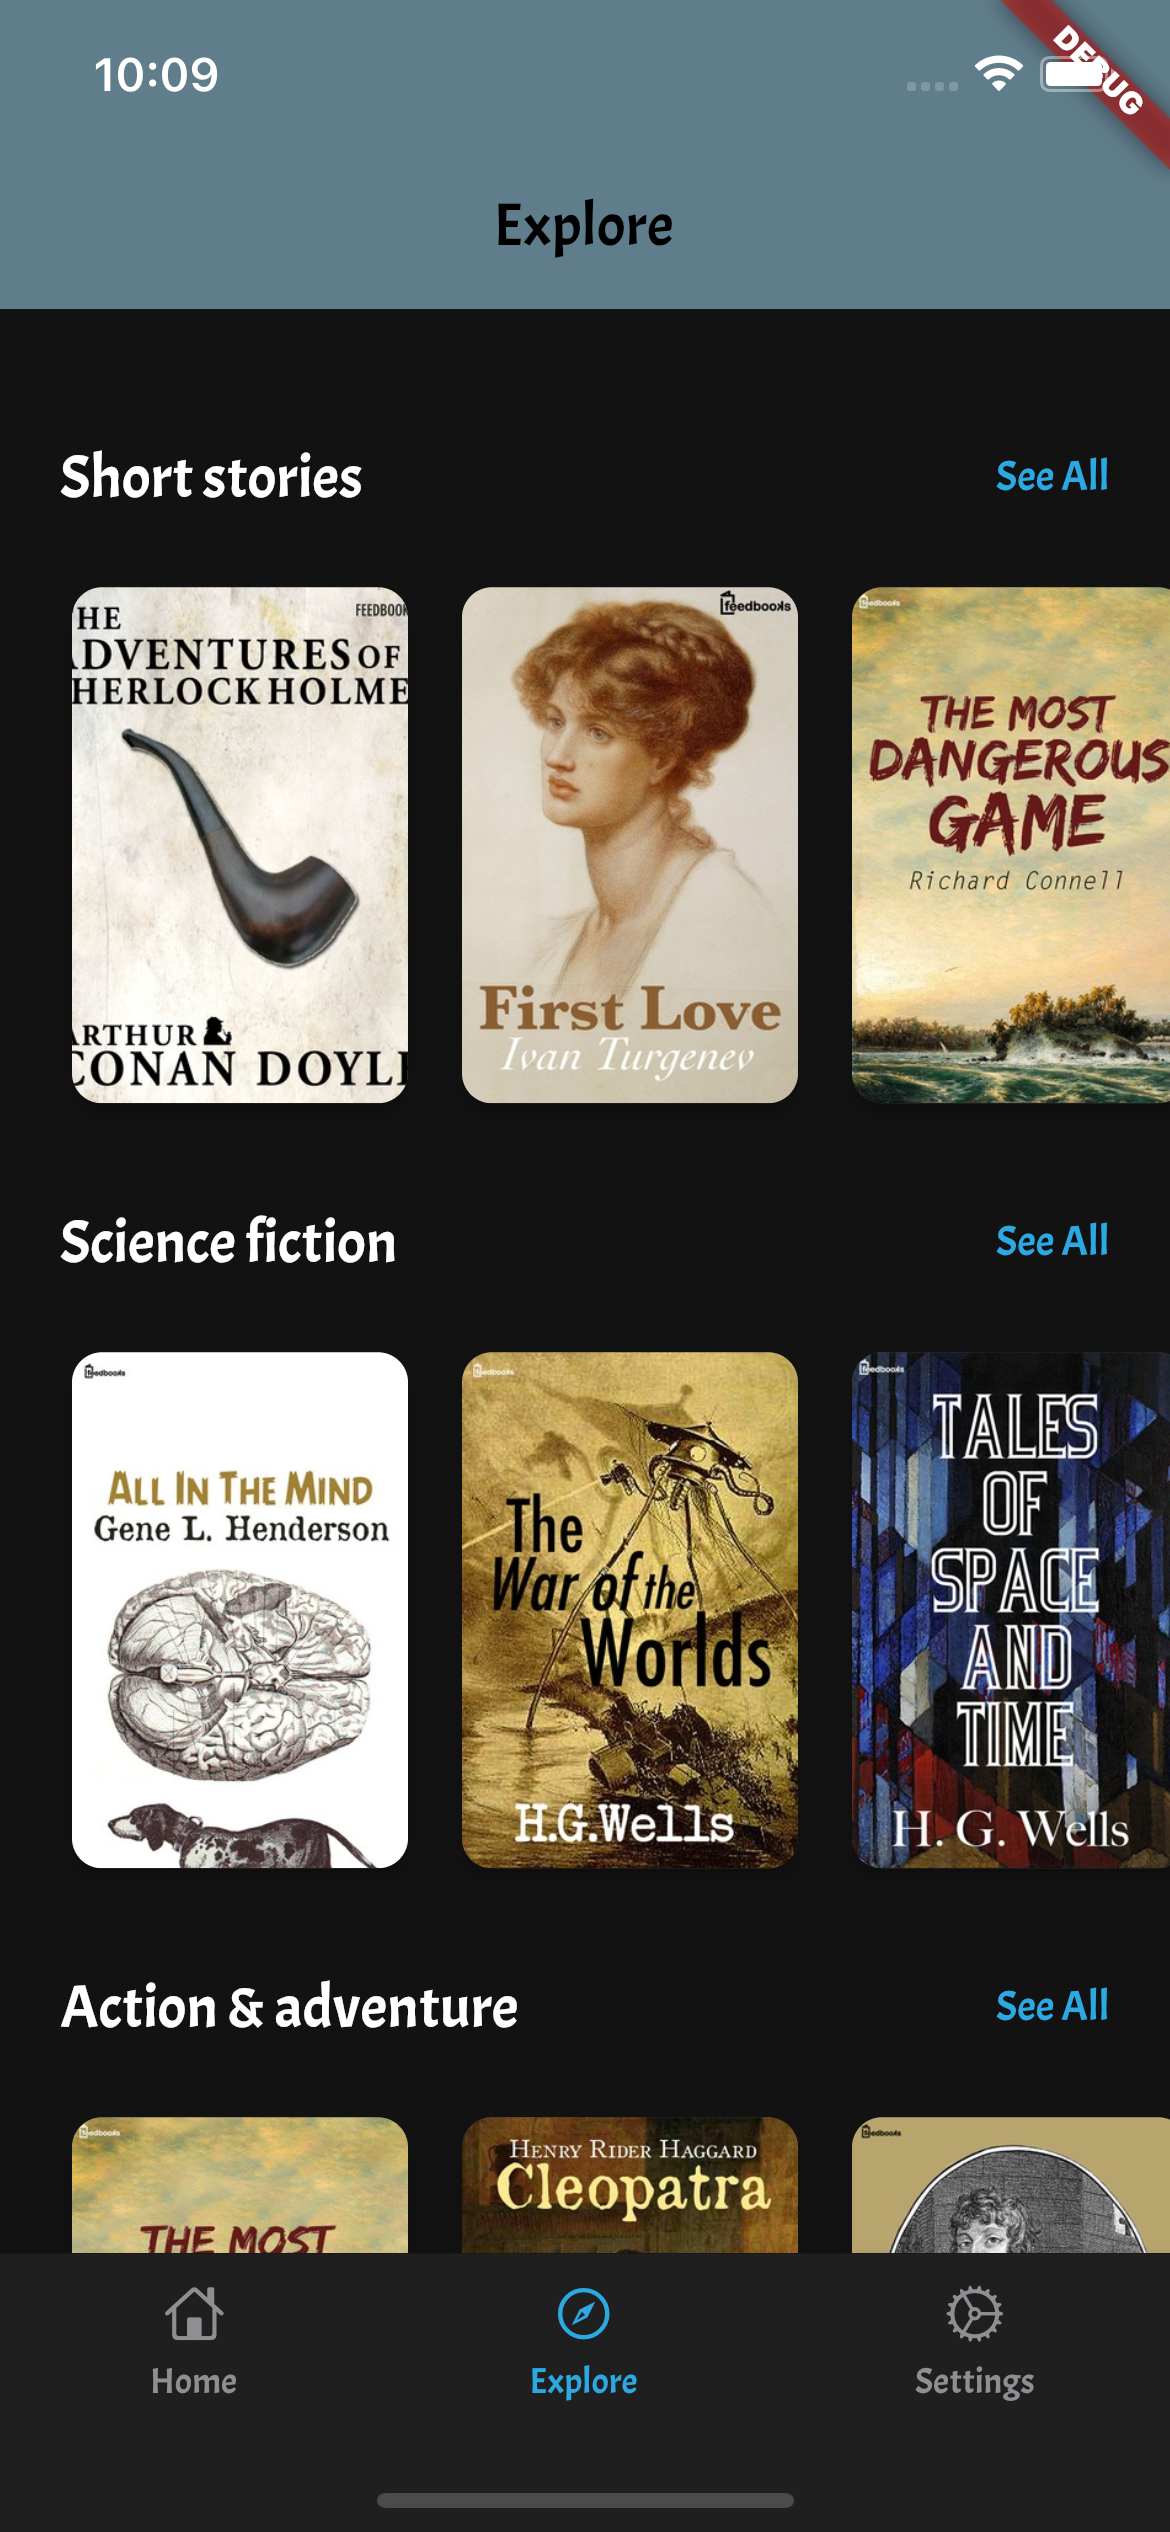 10:09
DEBUG
Explore
Short stories
See All
HE
FEEDBOOK
ADVENTURES OF
HERLOCK HOLME
ARTHUR
CONAN DOYLE
feedbooks
First Love
Ivan Turgenev
feedbooks
THE MOST
DANGEROUS
GAME
Richard Connell
Science fiction
See All
feedbooks
ALL IN THE MIND
Gene L. Henderson
feedbooks
The
War of the
Worlds
H.G.Wells
feedbooks
TALES
OF
SPACE
AND
TIME
H. G. Wells
Action & adventure
See All
feedbooks
THE MOST
HENRY RIDER HAGGARD
Cleopatra
feedbooks
Home
Explore
Settings